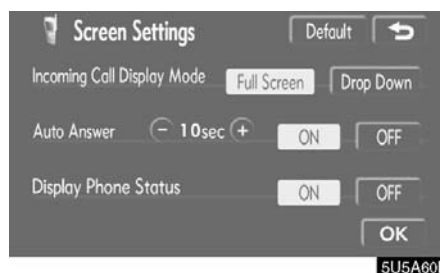 Screen Settings Default
Incoming Call Display Mode Full Screen Drop Down
Auto Answer - 10sec + ON OFF
Display Phone Status ON OFF
OK
5U5A60